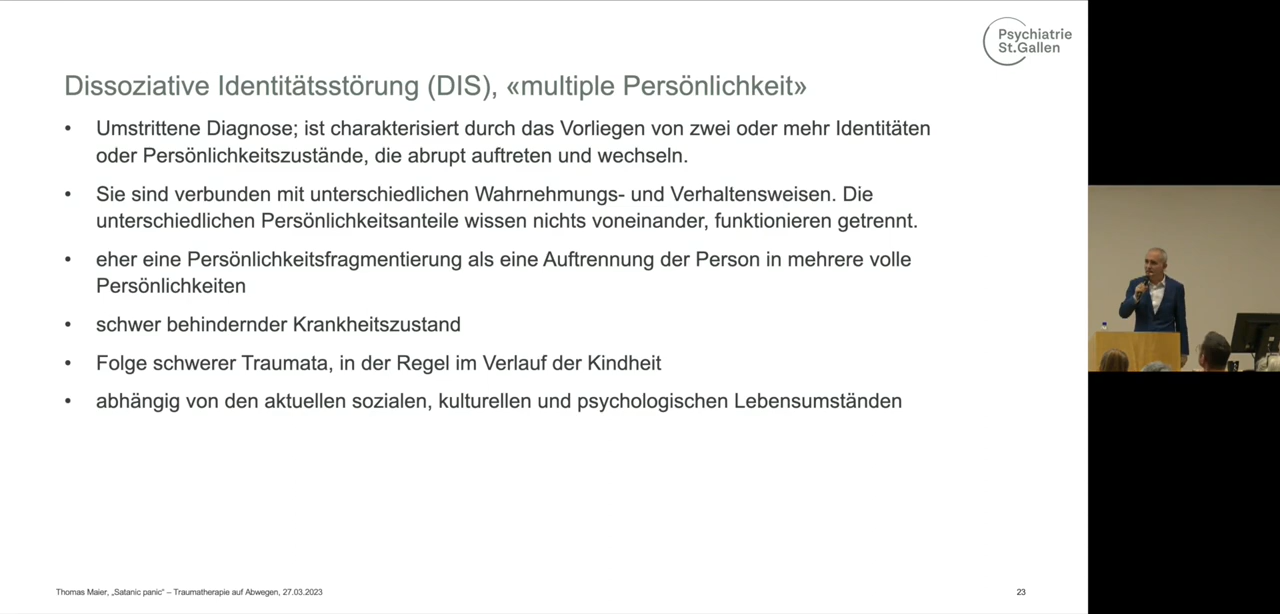 Psychiatrie
St.Gallen
Dissoziative Identitätsstörung (DIS), «multiple Persönlichkeit»
• Umstrittene Diagnose; ist charakterisiert durch das Vorliegen von zwei oder mehr Identitäten
oder Persönlichkeitszustände, die abrupt auftreten und wechseln.
• Sie sind verbunden mit unterschiedlichen Wahrnehmungs- und Verhaltensweisen. Die
unterschiedlichen Persönlichkeitsanteile wissen nichts voneinander, funktionieren getrennt.
• eher eine Persönlichkeitsfragmentierung als eine Auftrennung der Person in mehrere volle
Persönlichkeiten
• schwer behindernder Krankheitszustand
• Folge schwerer Traumata, in der Regel im Verlauf der Kindheit
• abhängig von den aktuellen sozialen, kulturellen und psychologischen Lebensumständen
Thomas Maier, „Satanic panic“ – Traumatherapie auf Abwegen, 27.03.2023
23